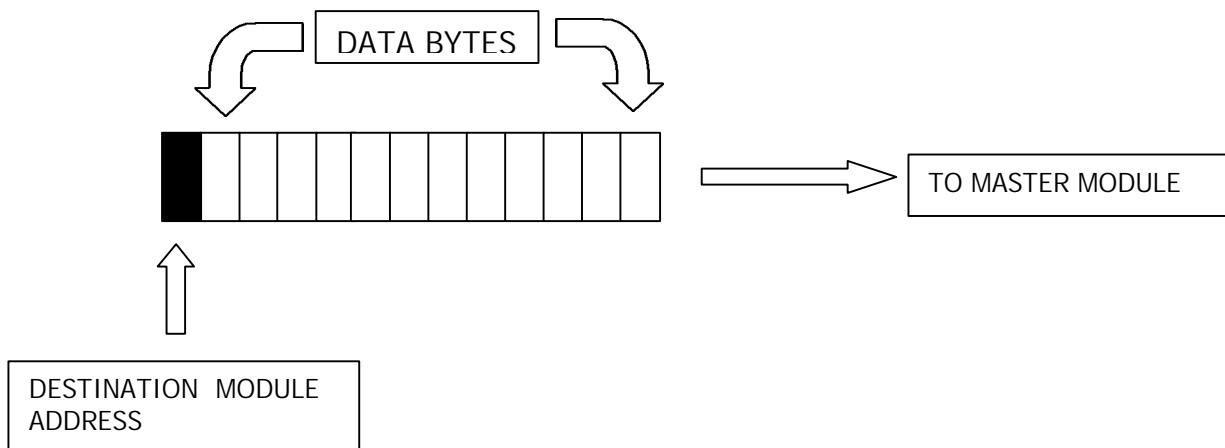 DATA BYTES
TO MASTER MODULE
DESTINATION MODULE
ADDRESS